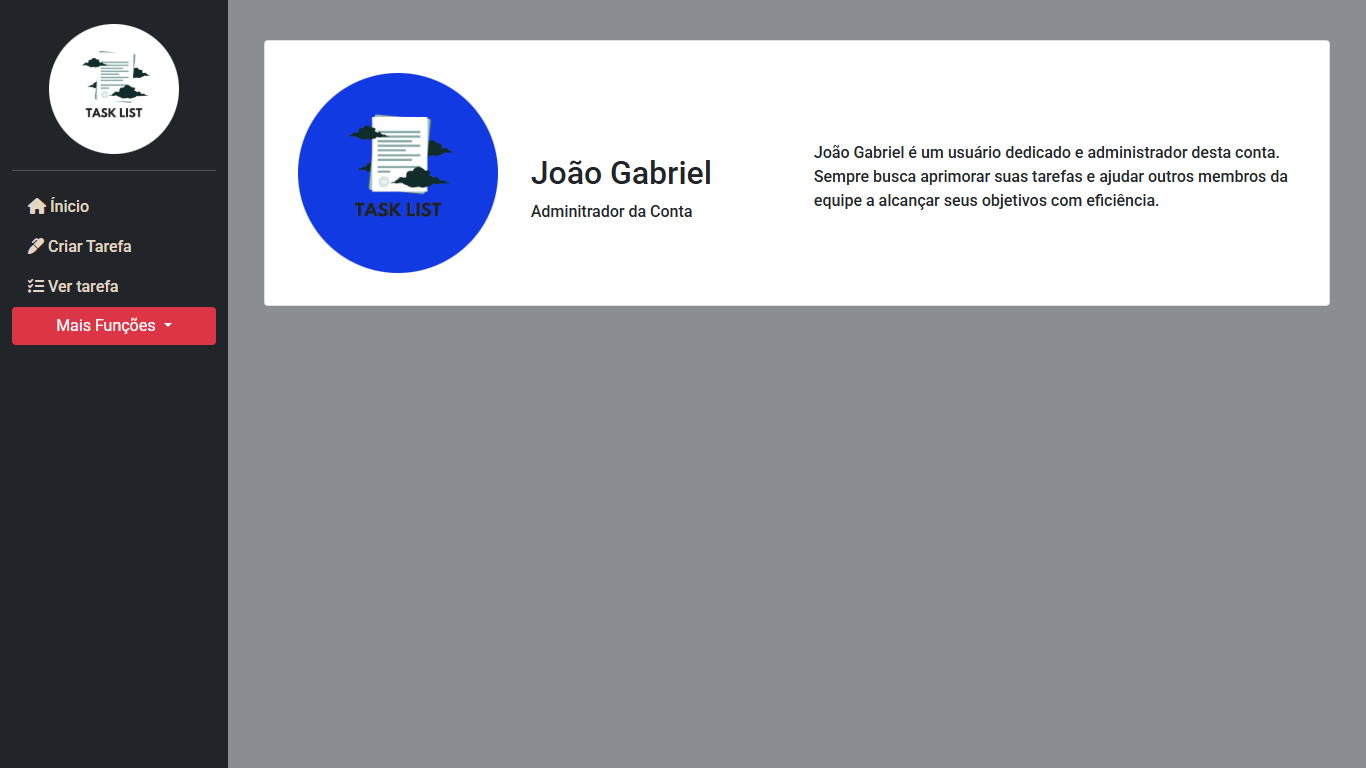 TASK LIST
Ínicio
Criar Tarefa
Ver tarefa
Mais Funções
TASK LIST
João Gabriel
Adminitrador da Conta
João Gabriel é um usuário dedicado e administrador desta conta.
Sempre busca aprimorar suas tarefas e ajudar outros membros da
equipe a alcançar seus objetivos com eficiência.